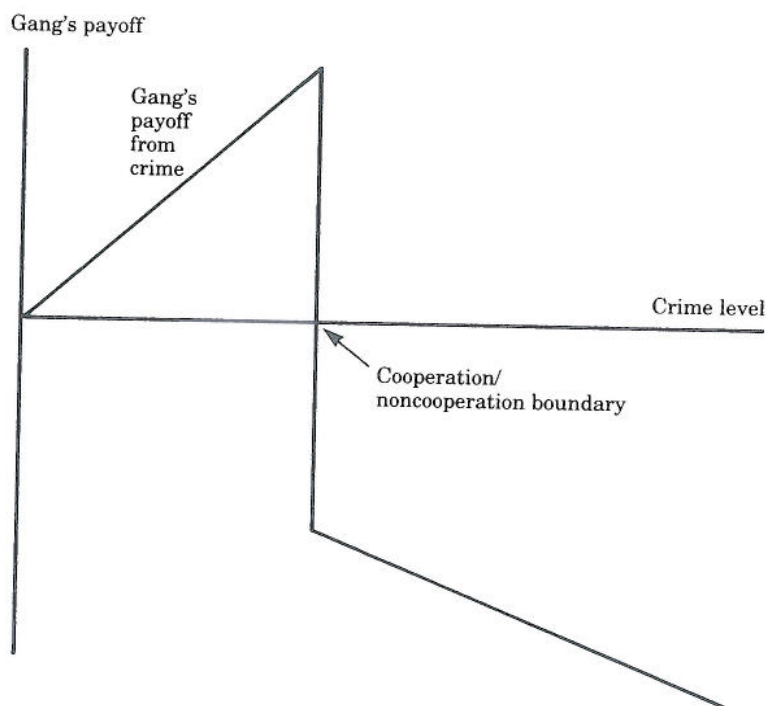 Gang's payoff
Gang's
payoff
from
crime
Crime level
Cooperation/
noncooperation boundary